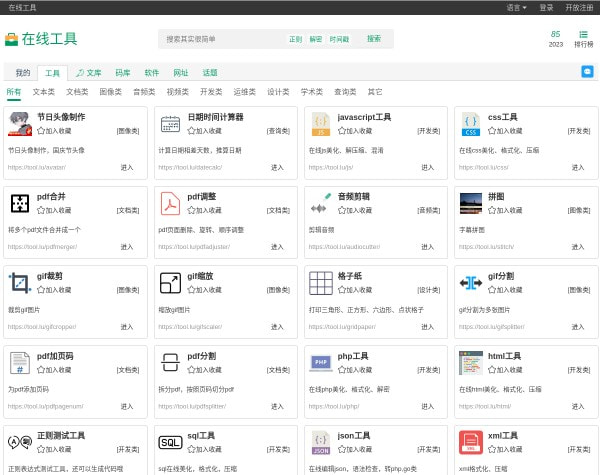 在线工具 语言 登录 开放注册
在线工具 搜索其实很简单 正则 解密 时间戳 搜索 85 2023 排行榜
我的 工具 文库 码库 软件 网址 话题
所有 文本类 文档类 图像类 音频类 视频类 开发类 运维类 设计类 学术类 查询类 其它
节日头像制作 日期时间计算器 javascript工具 css工具
加入收藏 [图像类] 加入收藏 [查询类] 加入收藏 [开发类] 加入收藏 [开发类]
节日头像制作，国庆节头像 计算日期相差天数，推算日期 在线js美化、解压缩、混淆 在线css美化、格式化、压缩
https://tool.lu/avatar/ 进入 https://tool.lu/datecalc/ 进入 https://tool.lu/js/ 进入 https://tool.lu/css/ 进入
pdf合并 pdf调整 音频剪辑 拼图
加入收藏 [文档类] 加入收藏 [文档类] 加入收藏 [音频类] 加入收藏 [图像类]
将多个pdf文件合并成一个 pdf页面删除、旋转、顺序调整 剪辑音频 字幕拼图
https://tool.lu/pdfmerger/ 进入 https://tool.lu/pdfadjuster/ 进入 https://tool.lu/audiocutter/ 进入 https://tool.lu/stitch/ 进入
gif裁剪 gif缩放 格子纸 gif分割
加入收藏 [图像类] 加入收藏 [图像类] 加入收藏 [设计类] 加入收藏 [图像类]
裁剪gif图片 缩放gif图片 打印三角形、正方形、六边形、点状格子 gif分割为多张图片
https://tool.lu/gifcropper/ 进入 https://tool.lu/gifscaler/ 进入 https://tool.lu/gridpaper/ 进入 https://tool.lu/gifsplitter/ 进入
pdf加页码 pdf分割 php工具 html工具
加入收藏 [文档类] 加入收藏 [文档类] PHP 加入收藏 [开发类] 加入收藏 [开发类]
为pdf添加页码 拆分pdf，按照页码切分pdf 在线php美化、格式化、解密 在线html美化、格式化、压缩
https://tool.lu/pdfpagenum/ 进入 https://tool.lu/pdfsplitter/ 进入 https://tool.lu/php/ 进入 https://tool.lu/html/ 进入
正则测试工具 sql工具 json工具 xml工具
加入收藏 [开发类] SQL 加入收藏 [开发类] JSON 加入收藏 [开发类] XML 加入收藏 [开发类]
正则表达式测试工具，还可以生成代码喔 sql在线美化，格式化，压缩 在线编辑json，语法检查，转php,go类 xml格式化、压缩